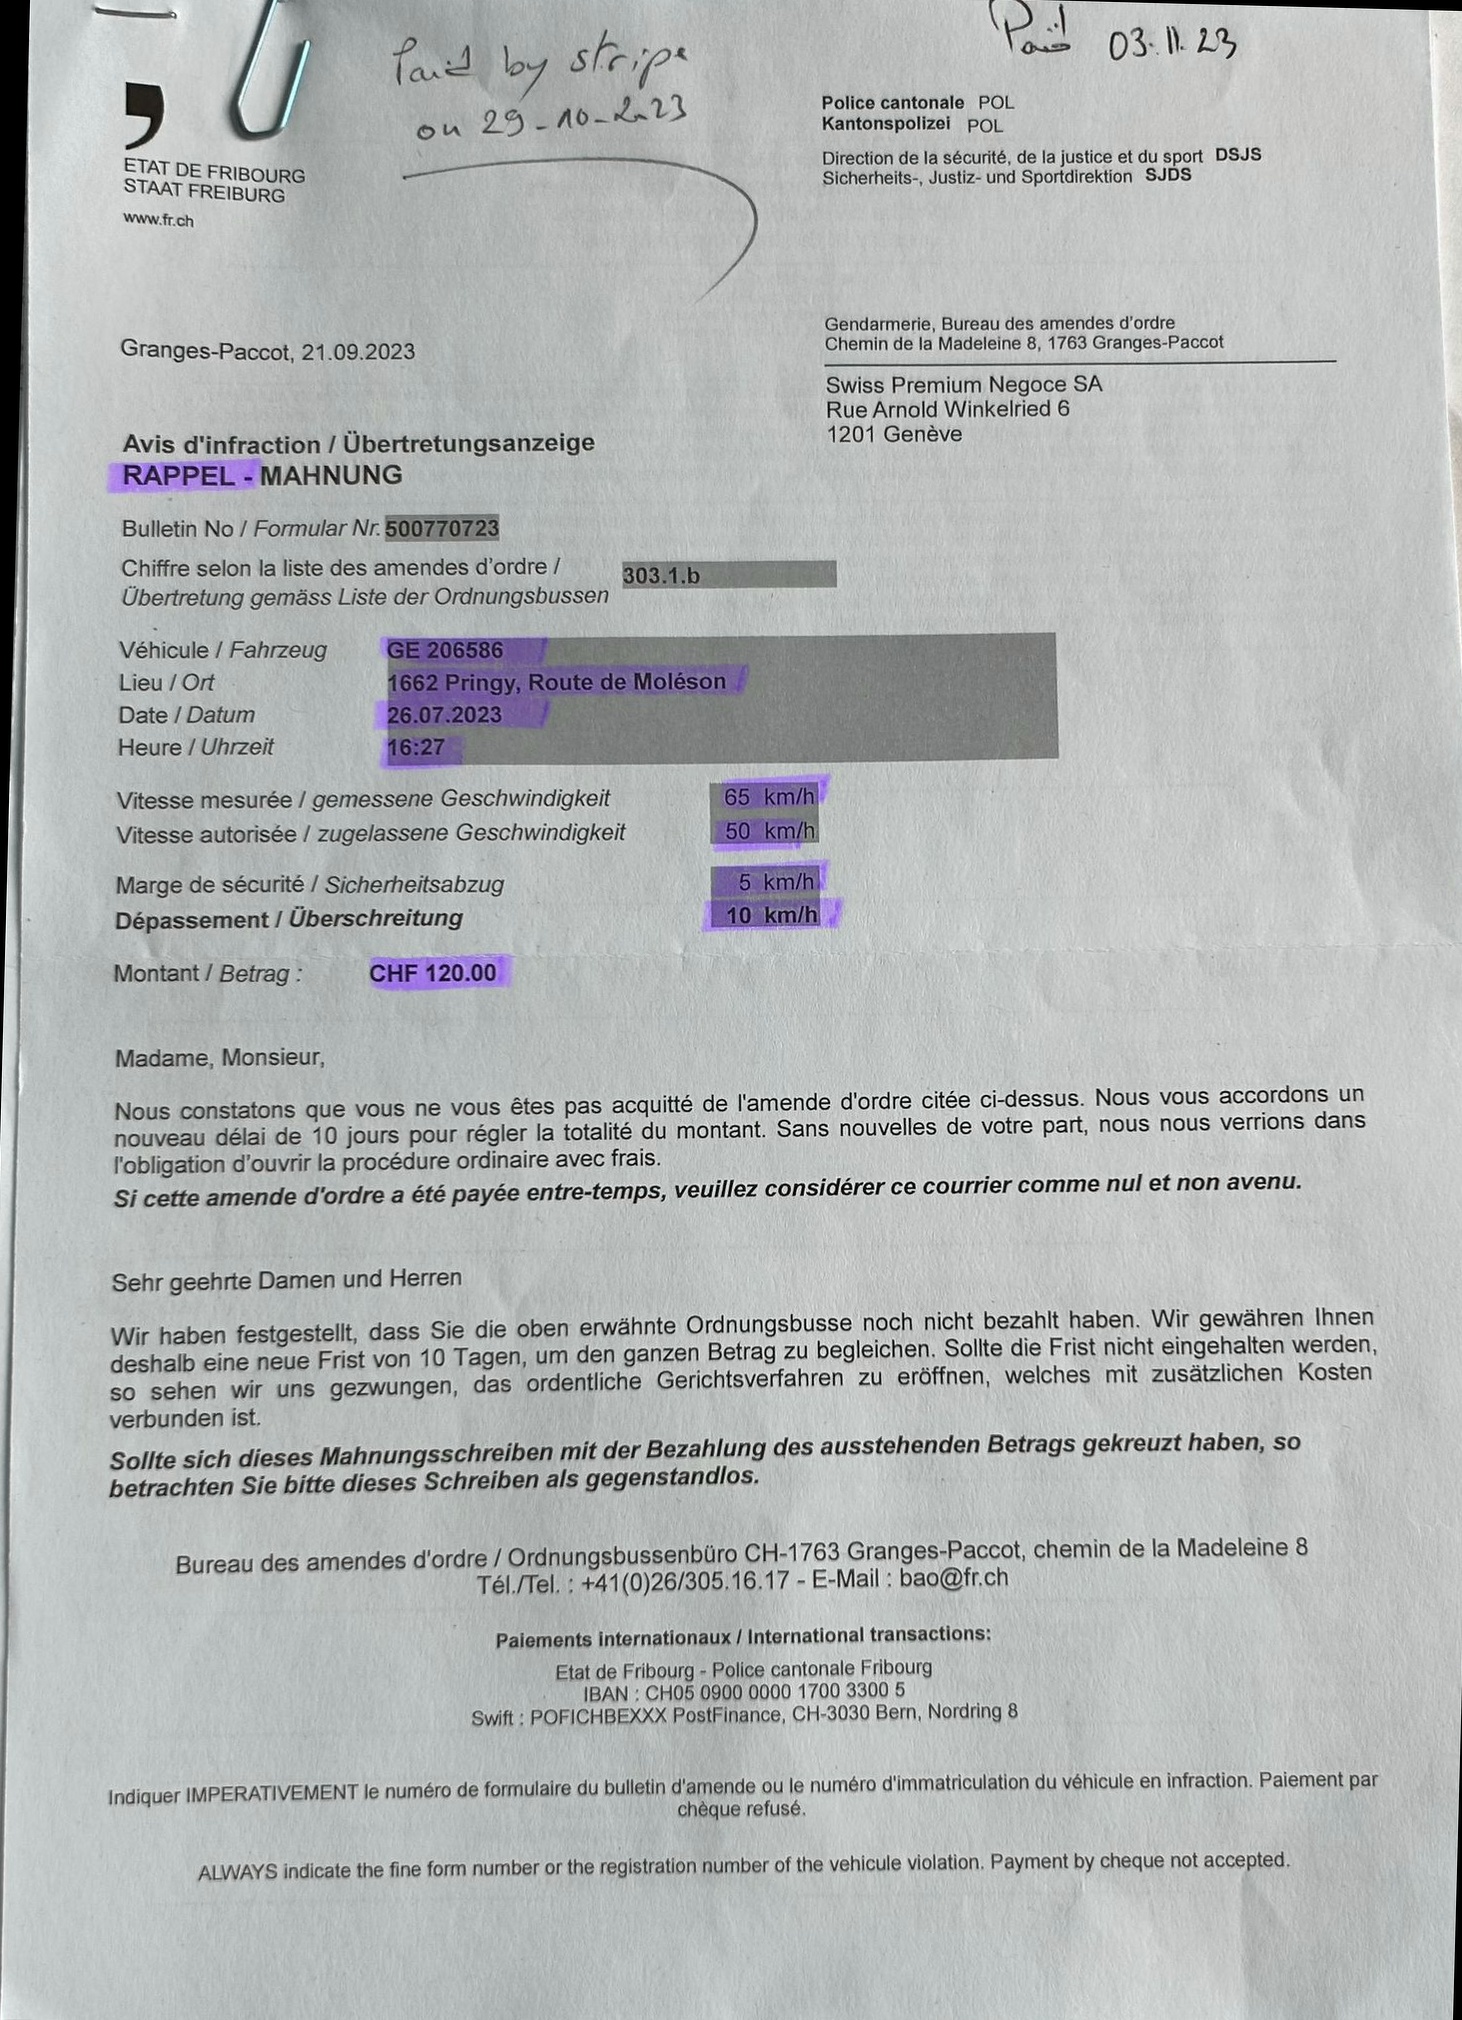 Paid by stripe
on 29-10-2023
Paid 03.11.23
ETAT DE FRIBOURG
STAAT FREIBURG
www.fr.ch
Police cantonale POL
Kantonspolizei POL
Direction de la sécurité, de la justice et du sport DSJS
Sicherheits-, Justiz- und Sportdirektion SJDS
Gendarmerie, Bureau des amendes d'ordre
Chemin de la Madeleine 8, 1763 Granges-Paccot
Granges-Paccot, 21.09.2023
Swiss Premium Negoce SA
Rue Arnold Winkelried 6
1201 Genève
Avis d'infraction / Übertretungsanzeige
RAPPEL - MAHNUNG
Bulletin No / Formular Nr. 500770723
Chiffre selon la liste des amendes d'ordre / 303.1.b
Übertretung gemäss Liste der Ordnungsbussen
Véhicule / Fahrzeug GE 206586
Lieu / Ort 1662 Pringy, Route de Moléson
Date / Datum 26.07.2023
Heure / Uhrzeit 16:27
Vitesse mesurée / gemessene Geschwindigkeit 65 km/h
Vitesse autorisée / zugelassene Geschwindigkeit 50 km/h
Marge de sécurité / Sicherheitsabzug 5 km/h
Dépassement / Überschreitung 10 km/h
Montant / Betrag : CHF 120.00
Madame, Monsieur,
Nous constatons que vous ne vous êtes pas acquitté de l'amende d'ordre citée ci-dessus. Nous vous accordons un
nouveau délai de 10 jours pour régler la totalité du montant. Sans nouvelles de votre part, nous nous verrions dans
l'obligation d'ouvrir la procédure ordinaire avec frais.
Si cette amende d'ordre a été payée entre-temps, veuillez considérer ce courrier comme nul et non avenu.
Sehr geehrte Damen und Herren
Wir haben festgestellt, dass Sie die oben erwähnte Ordnungsbusse noch nicht bezahlt haben. Wir gewähren Ihnen
deshalb eine neue Frist von 10 Tagen, um den ganzen Betrag zu begleichen. Sollte die Frist nicht eingehalten werden,
so sehen wir uns gezwungen, das ordentliche Gerichtsverfahren zu eröffnen, welches mit zusätzlichen Kosten
verbunden ist.
Sollte sich dieses Mahnungsschreiben mit der Bezahlung des ausstehenden Betrags gekreuzt haben, so
betrachten Sie bitte dieses Schreiben als gegenstandlos.
Bureau des amendes d'ordre / Ordnungsbussenbüro CH-1763 Granges-Paccot, chemin de la Madeleine 8
Tél./Tel. : +41(0)26/305.16.17 - E-Mail : bao@fr.ch
Paiements internationaux / International transactions:
Etat de Fribourg - Police cantonale Fribourg
IBAN : CH05 0900 0000 1700 3300 5
Swift : POFICHBEXXX PostFinance, CH-3030 Bern, Nordring 8
Indiquer IMPERATIVEMENT le numéro de formulaire du bulletin d'amende ou le numéro d'immatriculation du véhicule en infraction. Paiement par
chèque refusé.
ALWAYS indicate the fine form number or the registration number of the vehicule violation. Payment by cheque not accepted.